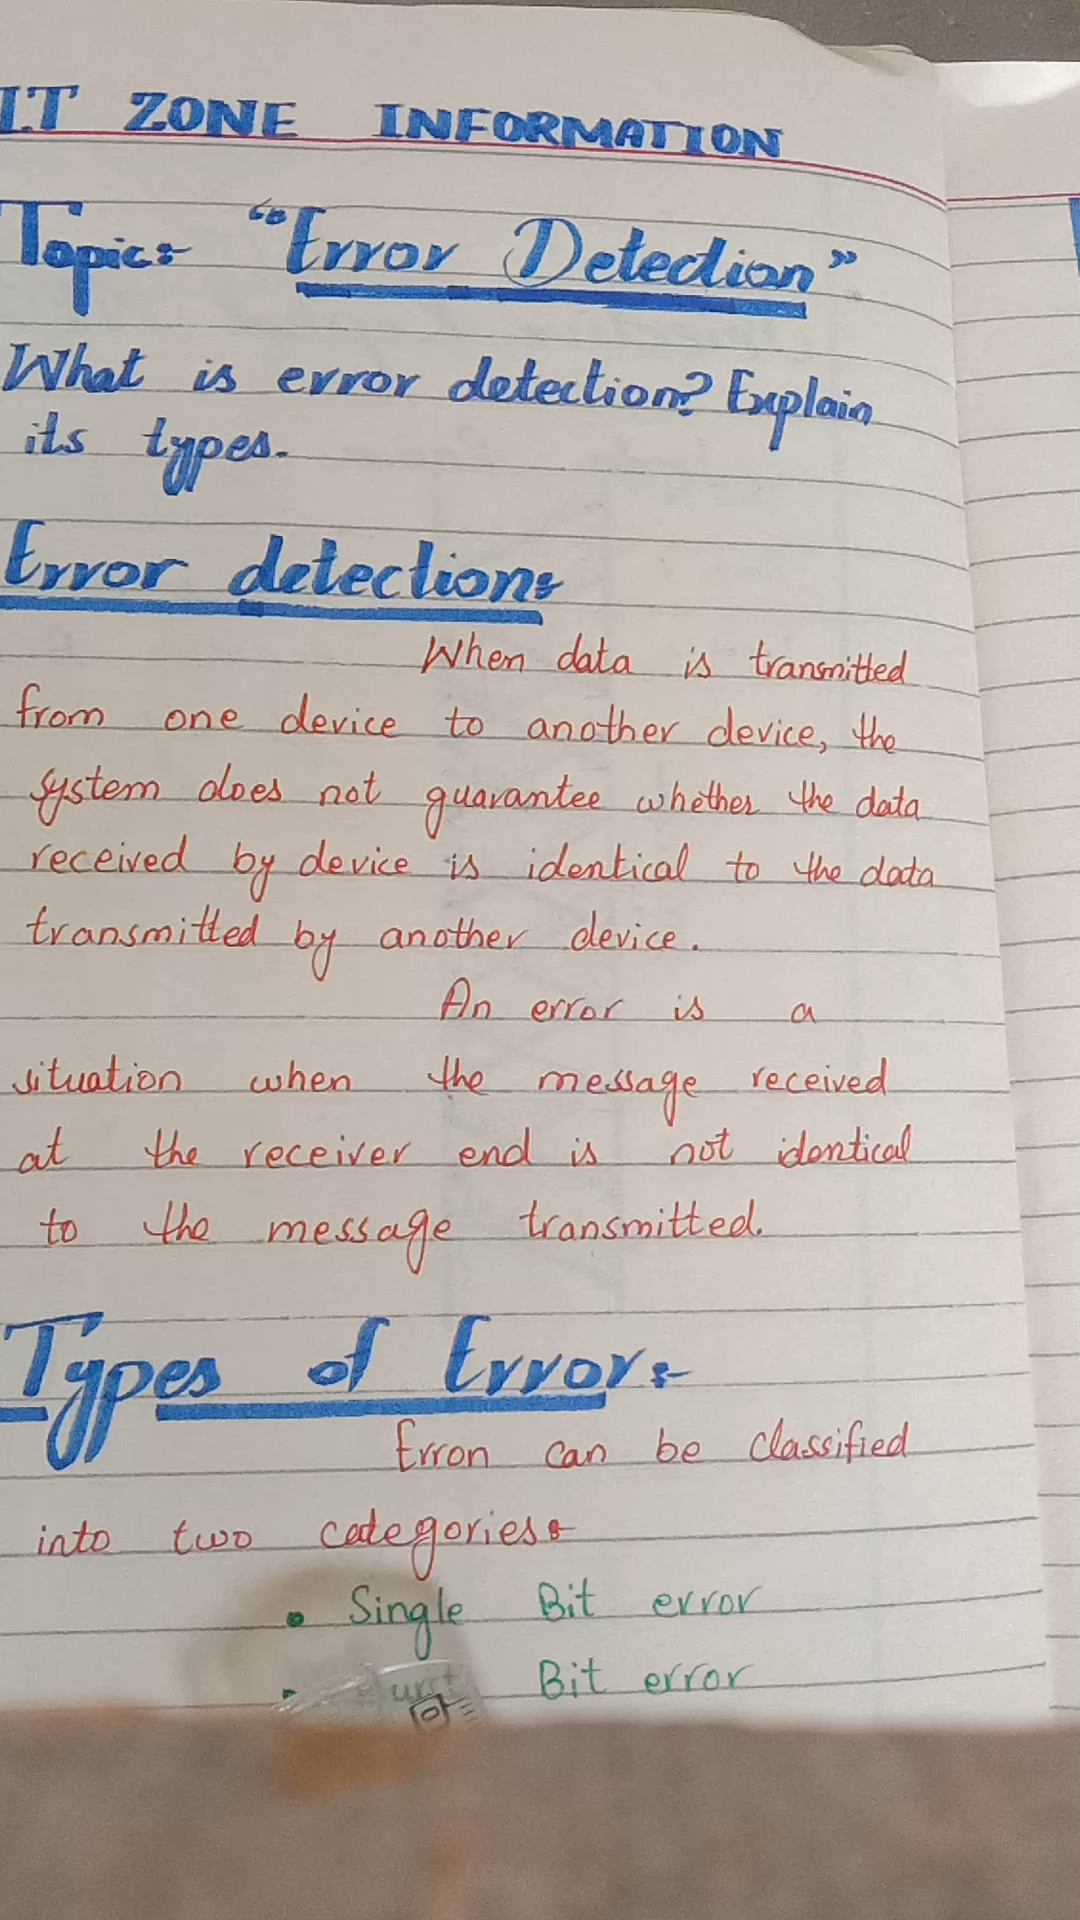 I.T ZONE INFORMATION
Topic:- "Error Detection"
What is error detection? Explain
its types.
Error detection:-
When data is transmitted
from one device to another device, the
system does not guarantee whether the data
received by device is identical to the data
transmitted by another device.
An error is a
situation when the message received
at the receiver end is not identical
to the message transmitted.
Types of Error:-
Erron can be classified
into two categories:-
• Single Bit error
• Bit error